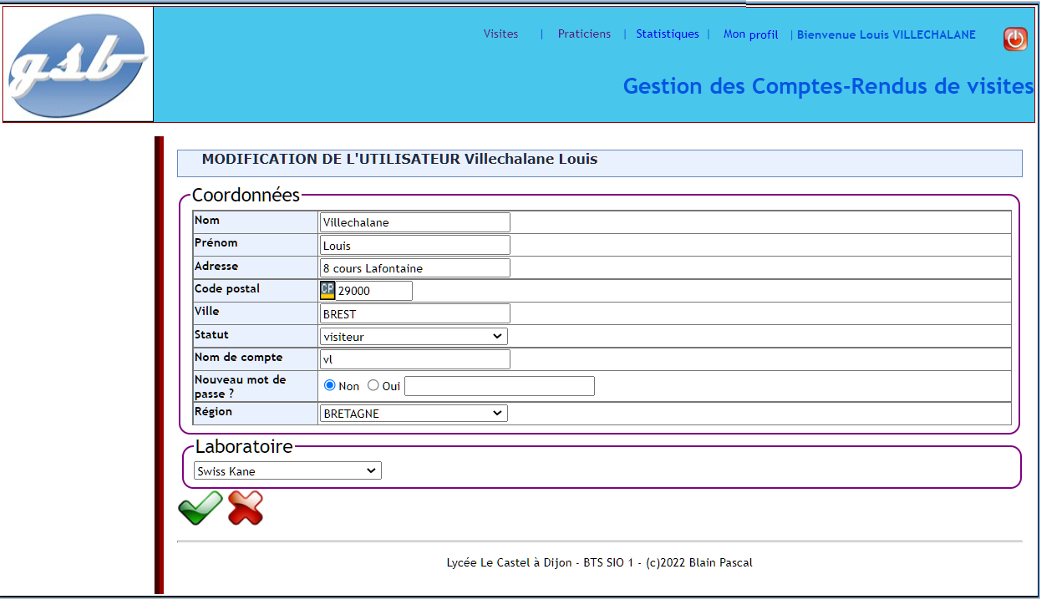 gsb
Visites | Praticiens | Statistiques | Mon profil | Bienvenue Louis VILLECHALANE
Gestion des Comptes-Rendus de visites
MODIFICATION DE L'UTILISATEUR Villechalane Louis
Coordonnées
Nom Villechalane
Prénom Louis
Adresse 8 cours Lafontaine
Code postal CP 29000
Ville BREST
Statut visiteur
Nom de compte vl
Nouveau mot de
passe ? Non Oui
Région BRETAGNE
Laboratoire
Swiss Kane
Lycée Le Castel à Dijon - BTS SIO 1 - (c)2022 Blain Pascal